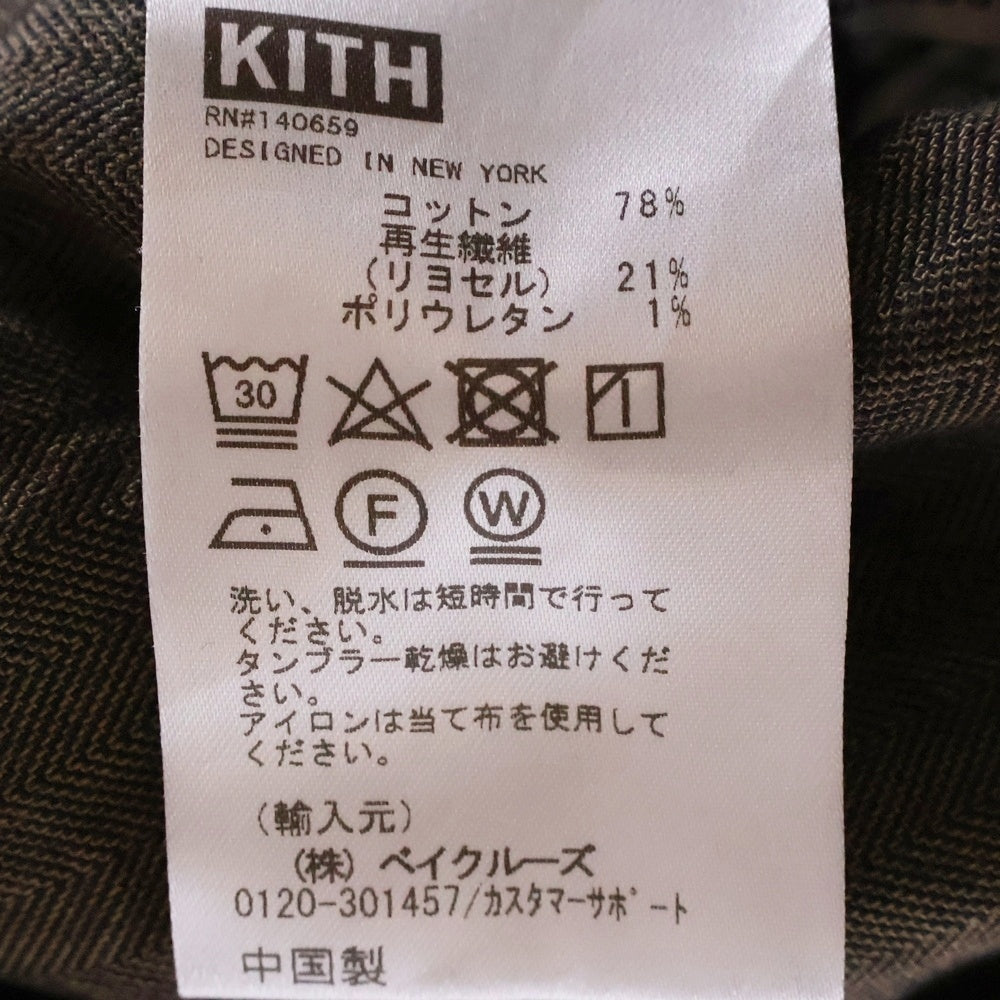 KITH
RN#140659
DESIGNED IN NEW YORK
コットン 78%
再生繊維
(リヨセル) 21%
ポリウレタン 1%
30
F W
洗い、脱水は短時間で行って
ください。
タンブラー乾燥はお避けくだ
さい。
アイロンは当て布を使用して
ください。
(輸入元)
(株) ベイクルーズ
0120-301457/カスタマーサポート
中国製